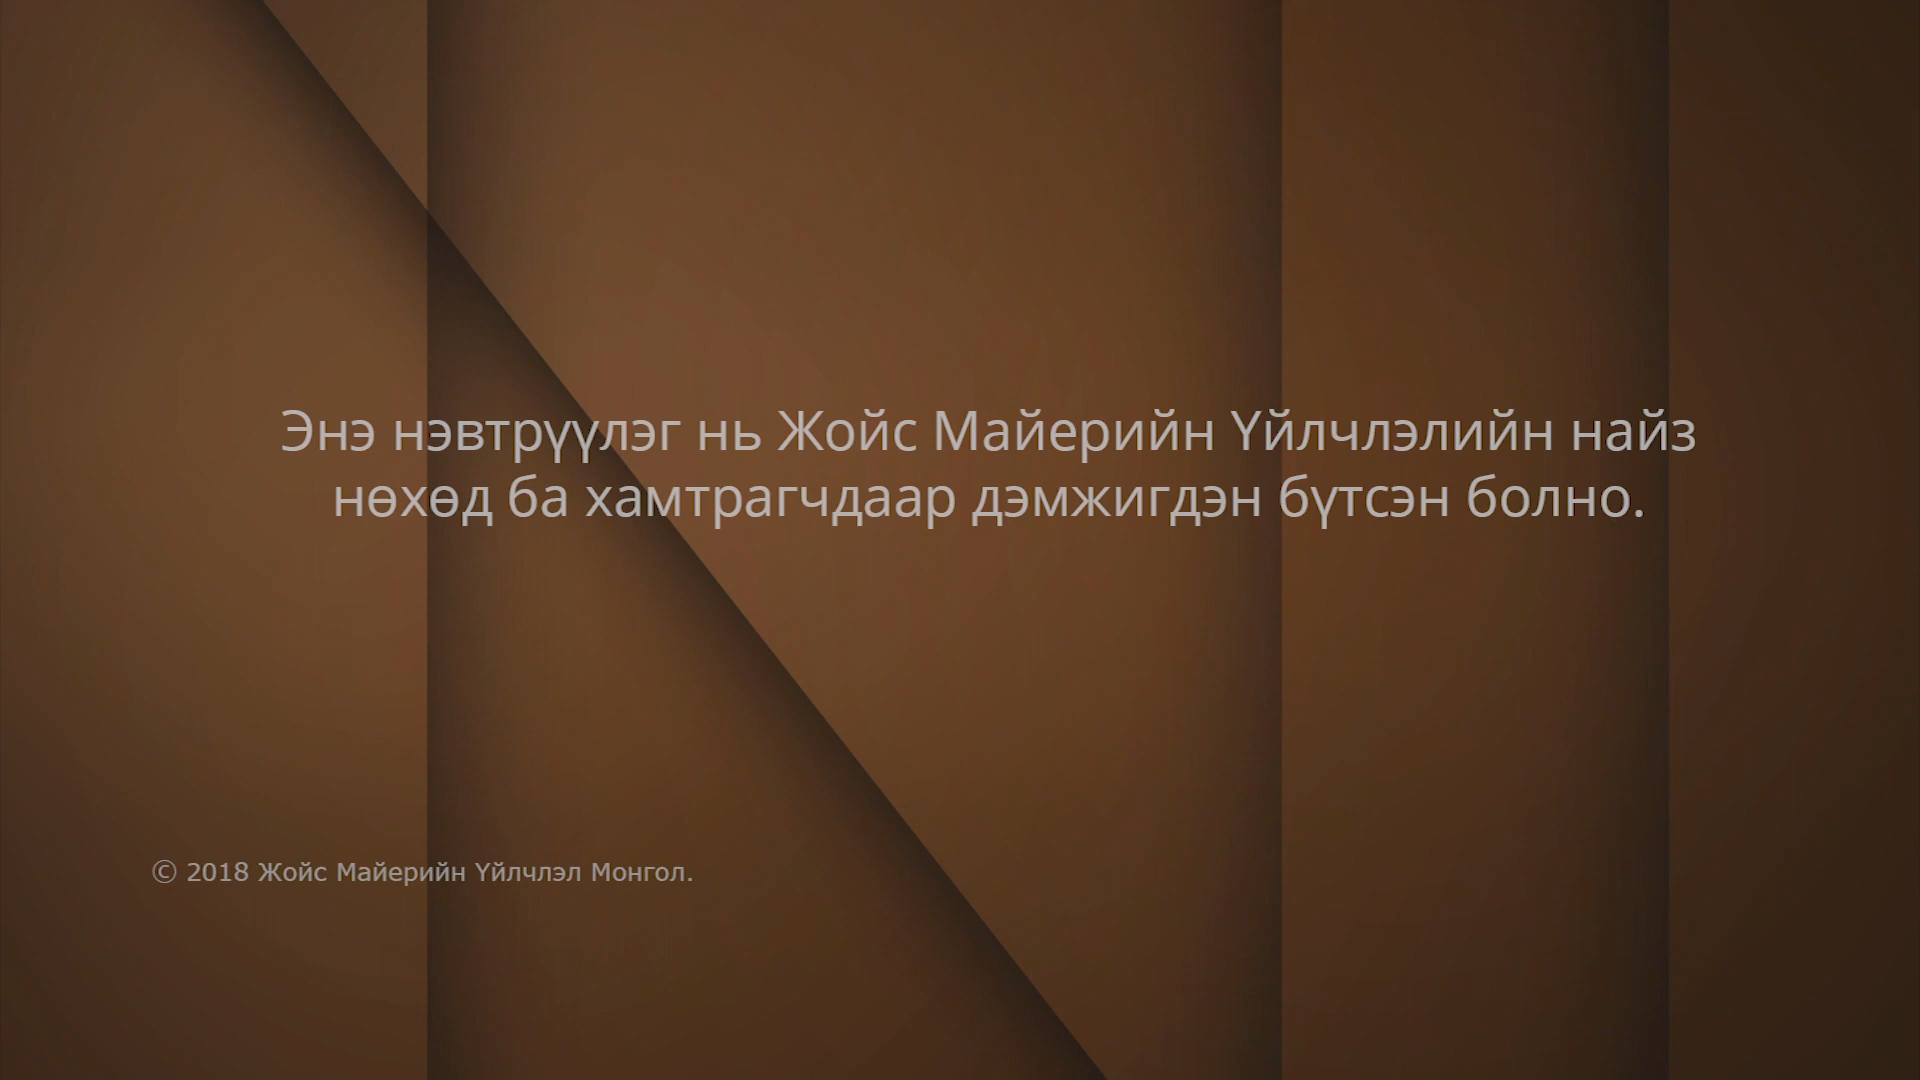 Энэ нэвтрүүлэг нь Жойс Майерийн Үйлчлэлийн найз
нөхөд ба хамтрагчдаар дэмжигдэн бүтсэн болно.
© 2018 Жойс Майерийн Үйлчлэл Монгол.